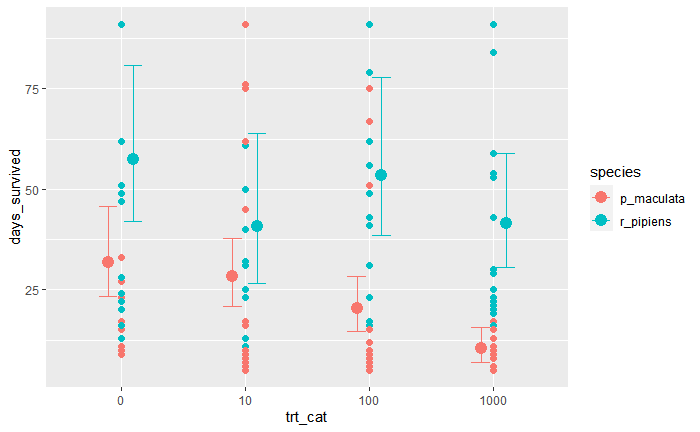 75
50
25
days_survived
0 10 100 1000
trt_cat
species
p_maculata
r_pipiens